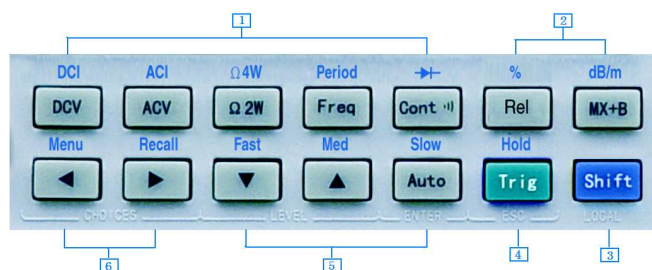 1 2
DCI ACI Ω4W Period % dB/m
DCV ACV Ω 2W Freq Cont Rel MX+B
Menu Recall Fast Med Slow Hold
Auto Trig Shift
CHOICES LEVEL ENTER ESC LOCAL
6 5 4 3